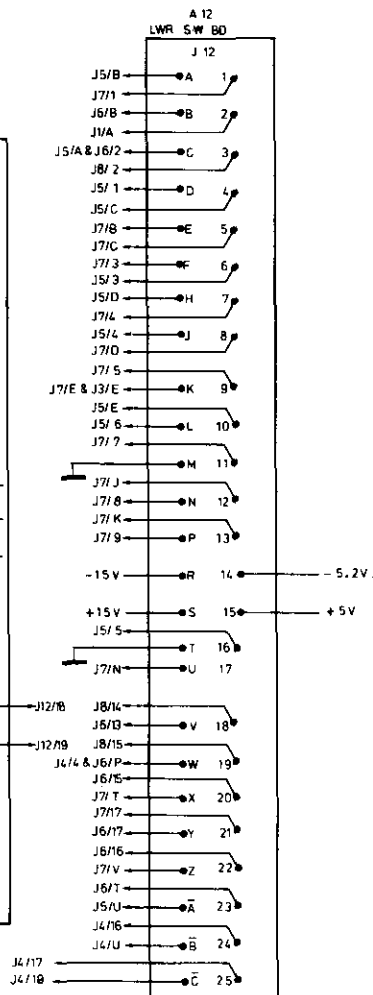 A 12
LWR SW BD
J 12
J5/B A 1
J7/1
J6/B B 2
J1/A
J5/A & J6/2 C 3
J8/2
J5/1 D 4
J5/C
J7/B E 5
J7/C
J7/3 F 6
J5/3
J5/D H 7
J7/4
J5/4 J 8
J7/D
J7/5
J7/E & J3/E K 9
J5/E
J5/6 L 10
J7/7
M 11
J7/J
J7/8 N 12
J7/K
J7/9 P 13
-15V R 14 -5.2V
+15V S 15 +5V
J5/5
T 16
J7/N U 17
J12/18 J8/14
J6/13 V 18
J12/19 J8/15
J4/4 & J6/P W 19
J6/15
J7/T X 20
J7/17
J6/17 Y 21
J6/16
J7/V Z 22
J6/T
J5/U A̅ 23
J4/16
J4/U B̅ 24
J4/17
J4/18 C̅ 25